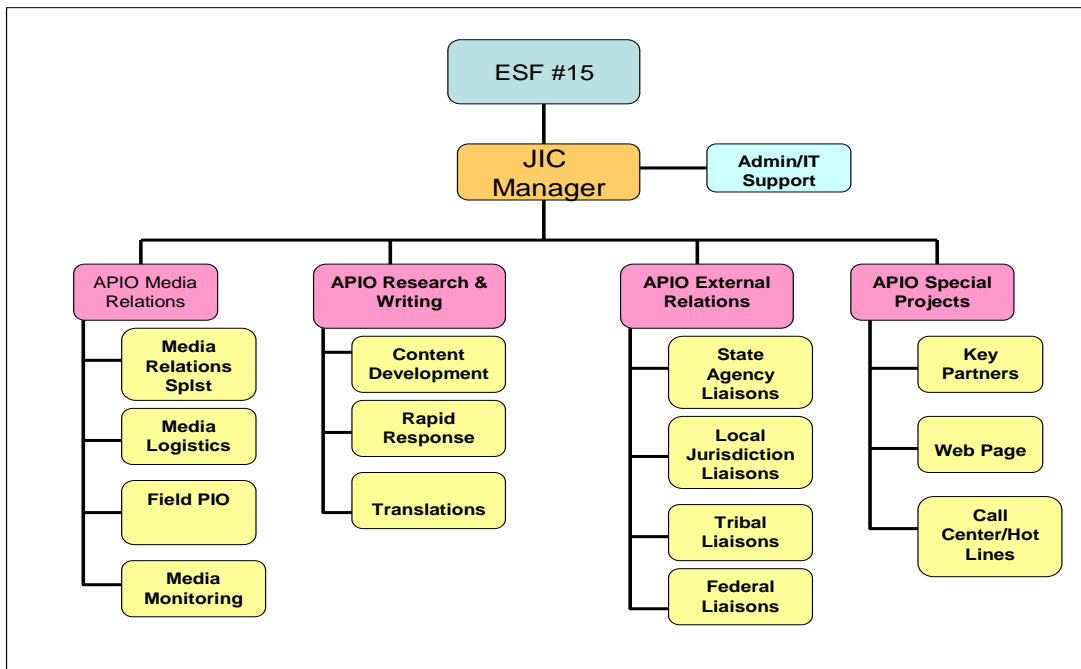 ESF #15
JIC
Manager
Admin/IT
Support
APIO Media
Relations
Media
Relations
Splst
Media
Logistics
Field PIO
Media
Monitoring
APIO Research &
Writing
Content
Development
Rapid
Response
Translations
APIO External
Relations
State
Agency
Liaisons
Local
Jurisdiction
Liaisons
Tribal
Liaisons
Federal
Liaisons
APIO Special
Projects
Key
Partners
Web Page
Call
Center/Hot
Lines